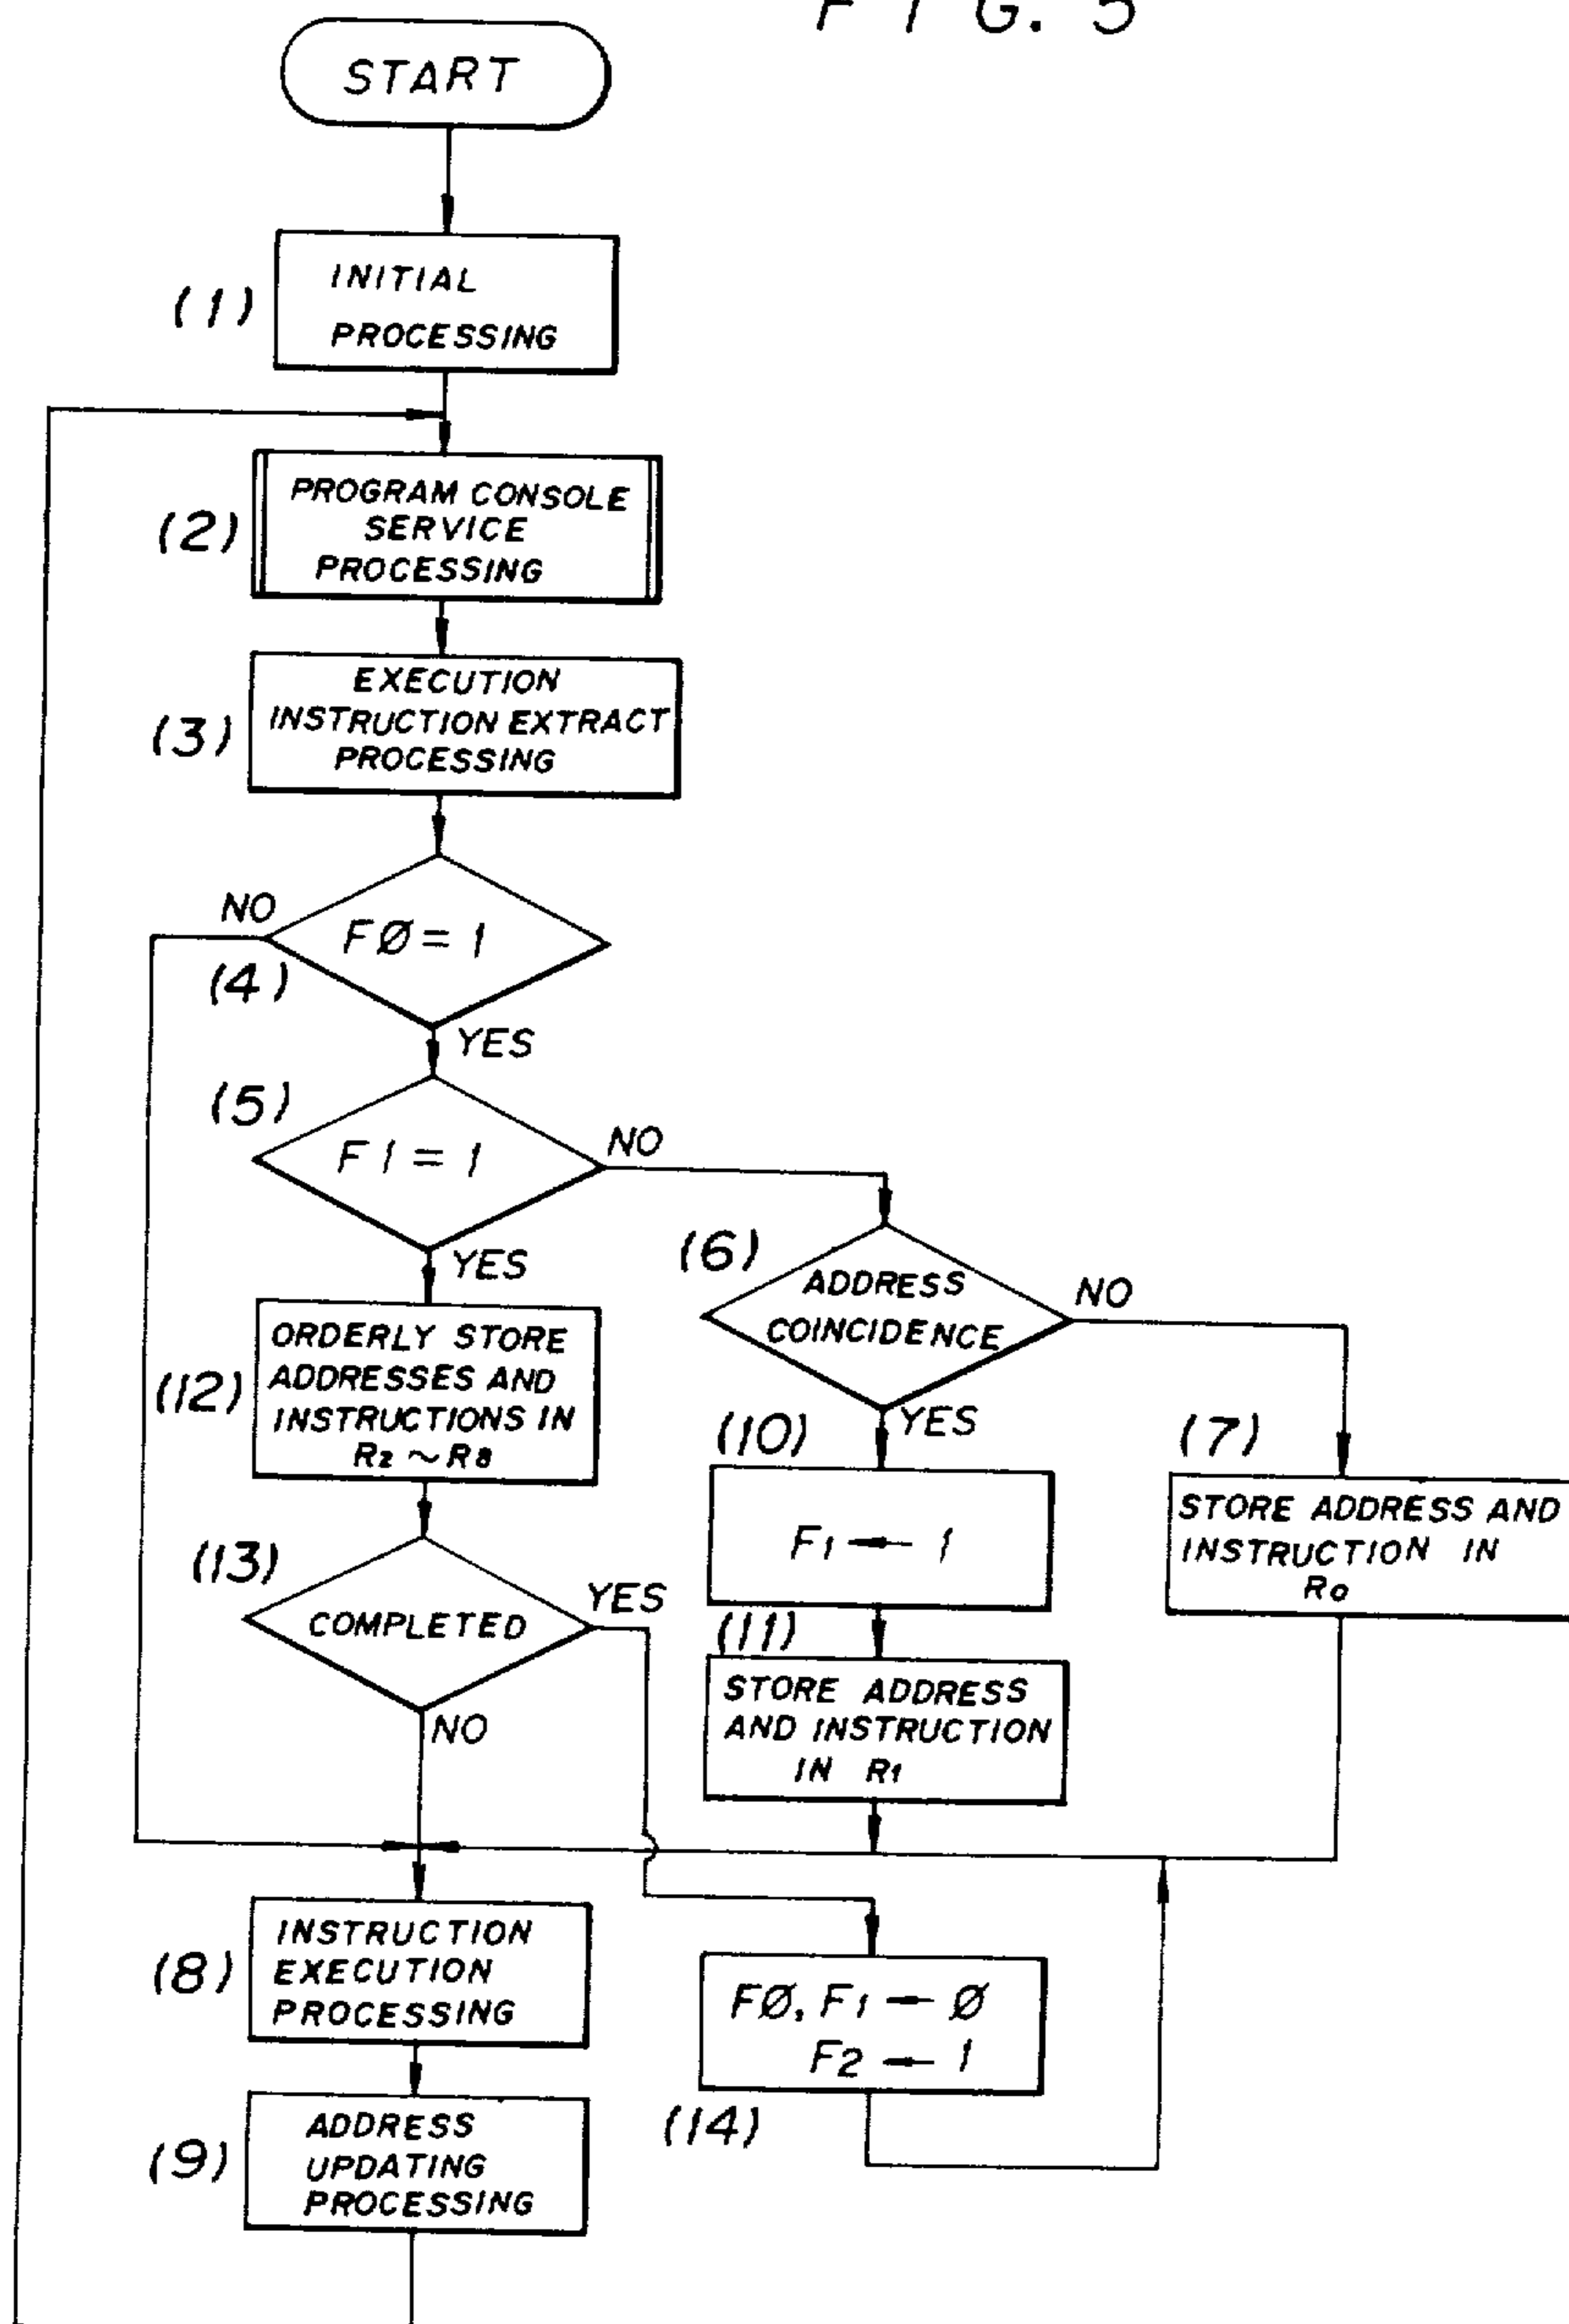 FIG. 5
START
(1)
INITIAL
PROCESSING
(2)
PROGRAM CONSOLE
SERVICE
PROCESSING
(3)
EXECUTION
INSTRUCTION EXTRACT
PROCESSING
NO
FØ = 1
(4)
YES
(5)
F1 = 1
NO
YES
(6)
ADDRESS
COINCIDENCE
NO
YES
(12)
ORDERLY STORE
ADDRESSES AND
INSTRUCTIONS IN
R2 ~ R8
(10)
F1 ← 1
(7)
STORE ADDRESS AND
INSTRUCTION IN
R0
(13)
COMPLETED
YES
NO
(11)
STORE ADDRESS
AND INSTRUCTION
IN R1
(8)
INSTRUCTION
EXECUTION
PROCESSING
FØ, F1 ← Ø
F2 ← 1
(14)
(9)
ADDRESS
UPDATING
PROCESSING